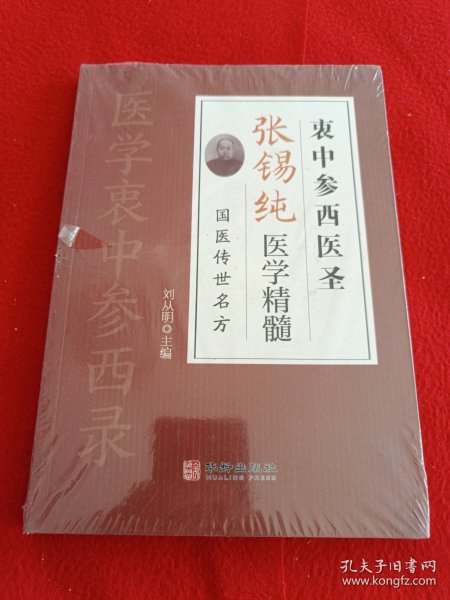 衷中参西医圣
张锡纯
医学精髓
国医传世名方
刘从明◎主编
医学衷中参西录
华龄出版社
HUALING PRESS
孔夫子旧书网
www.kongfz.com